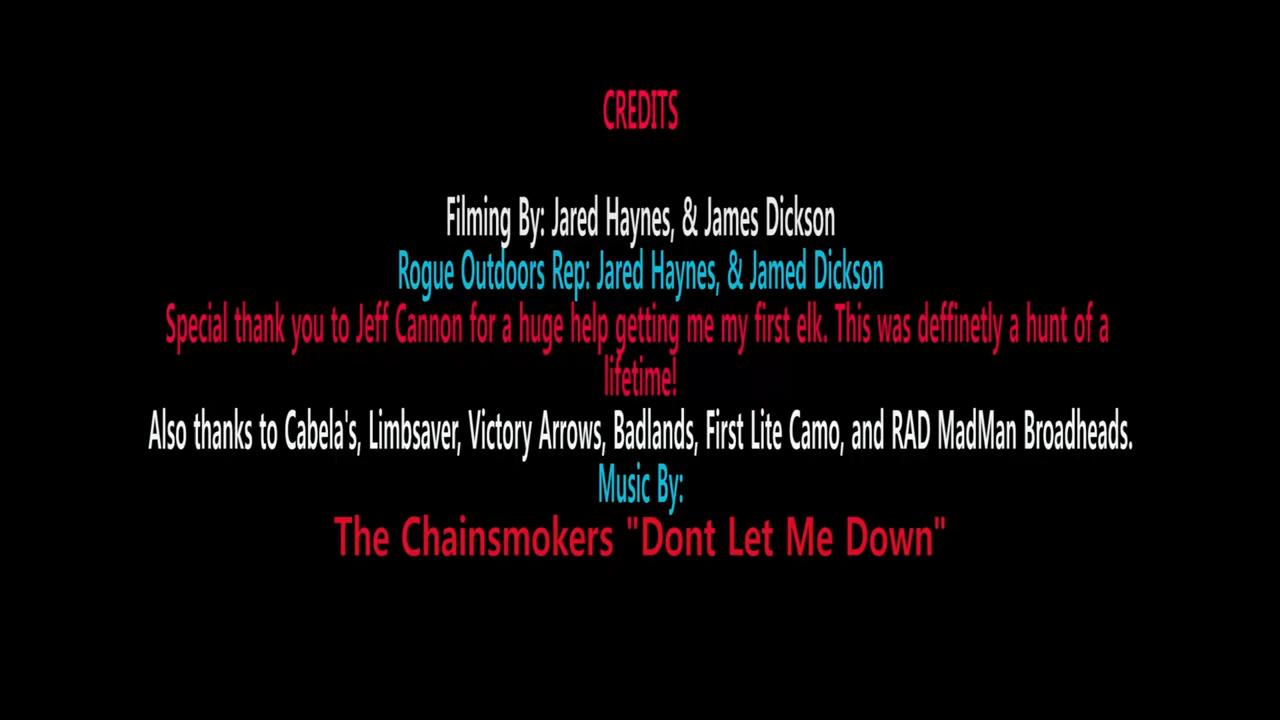 CREDITS
Filming By: Jared Haynes, & James Dickson
Rogue Outdoors Rep: Jared Haynes, & Jamed Dickson
Special thank you to Jeff Cannon for a huge help getting me my first elk. This was deffinetly a hunt of a
lifetime!
Also thanks to Cabela's, Limbsaver, Victory Arrows, Badlands, First Lite Camo, and RAD MadMan Broadheads.
Music By:
The Chainsmokers "Dont Let Me Down"